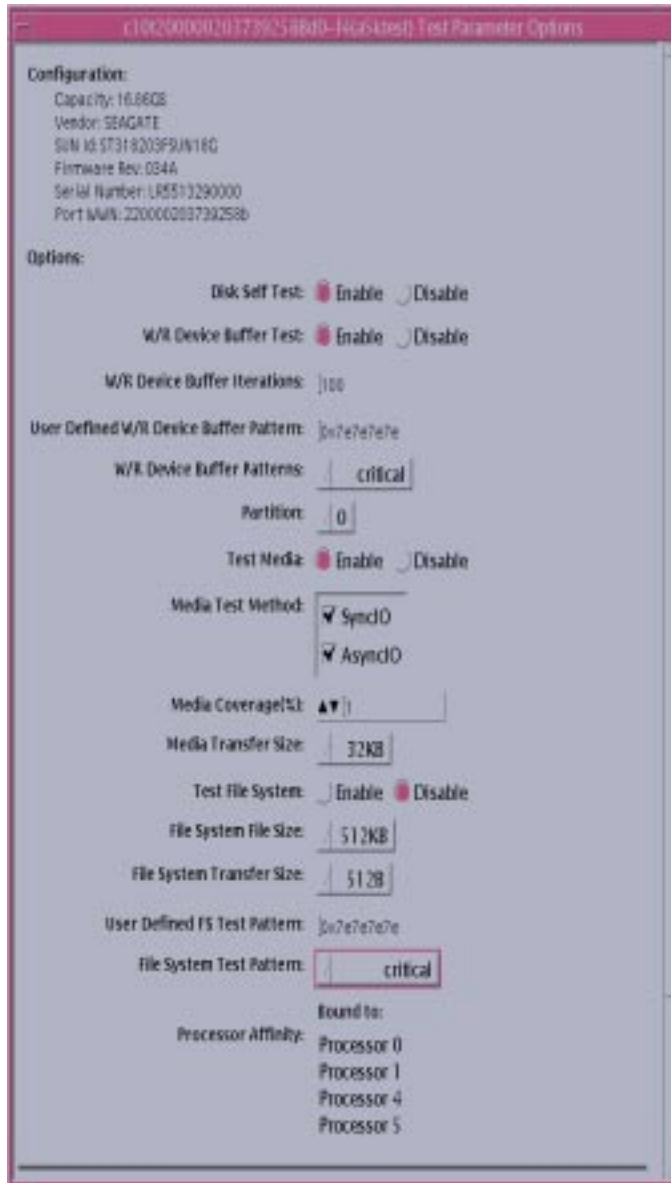 Test Parameter Options
Configuration:
Capacity: 16.86GB
Vendor: SEAGATE
SUN Id: ST318203FSUN18G
Firmware Rev: 034A
Serial Number: LR5513290000
Port WWN: 220000203739258b
Options:
Disk Self Test: Enable Disable
W/R Device Buffer Test: Enable Disable
W/R Device Buffer Iterations: 100
User Defined W/R Device Buffer Pattern: 0x7e7e7e7e
W/R Device Buffer Patterns: critical
Partition: 0
Test Media: Enable Disable
Media Test Method: SyncIO
AsyncIO
Media Coverage(%): 1
Media Transfer Size: 32KB
Test File System: Enable Disable
File System File Size: 512KB
File System Transfer Size: 512B
User Defined FS Test Pattern: 0x7e7e7e7e
File System Test Pattern: critical
Bound to:
Processor Affinity: Processor 0
Processor 1
Processor 4
Processor 5